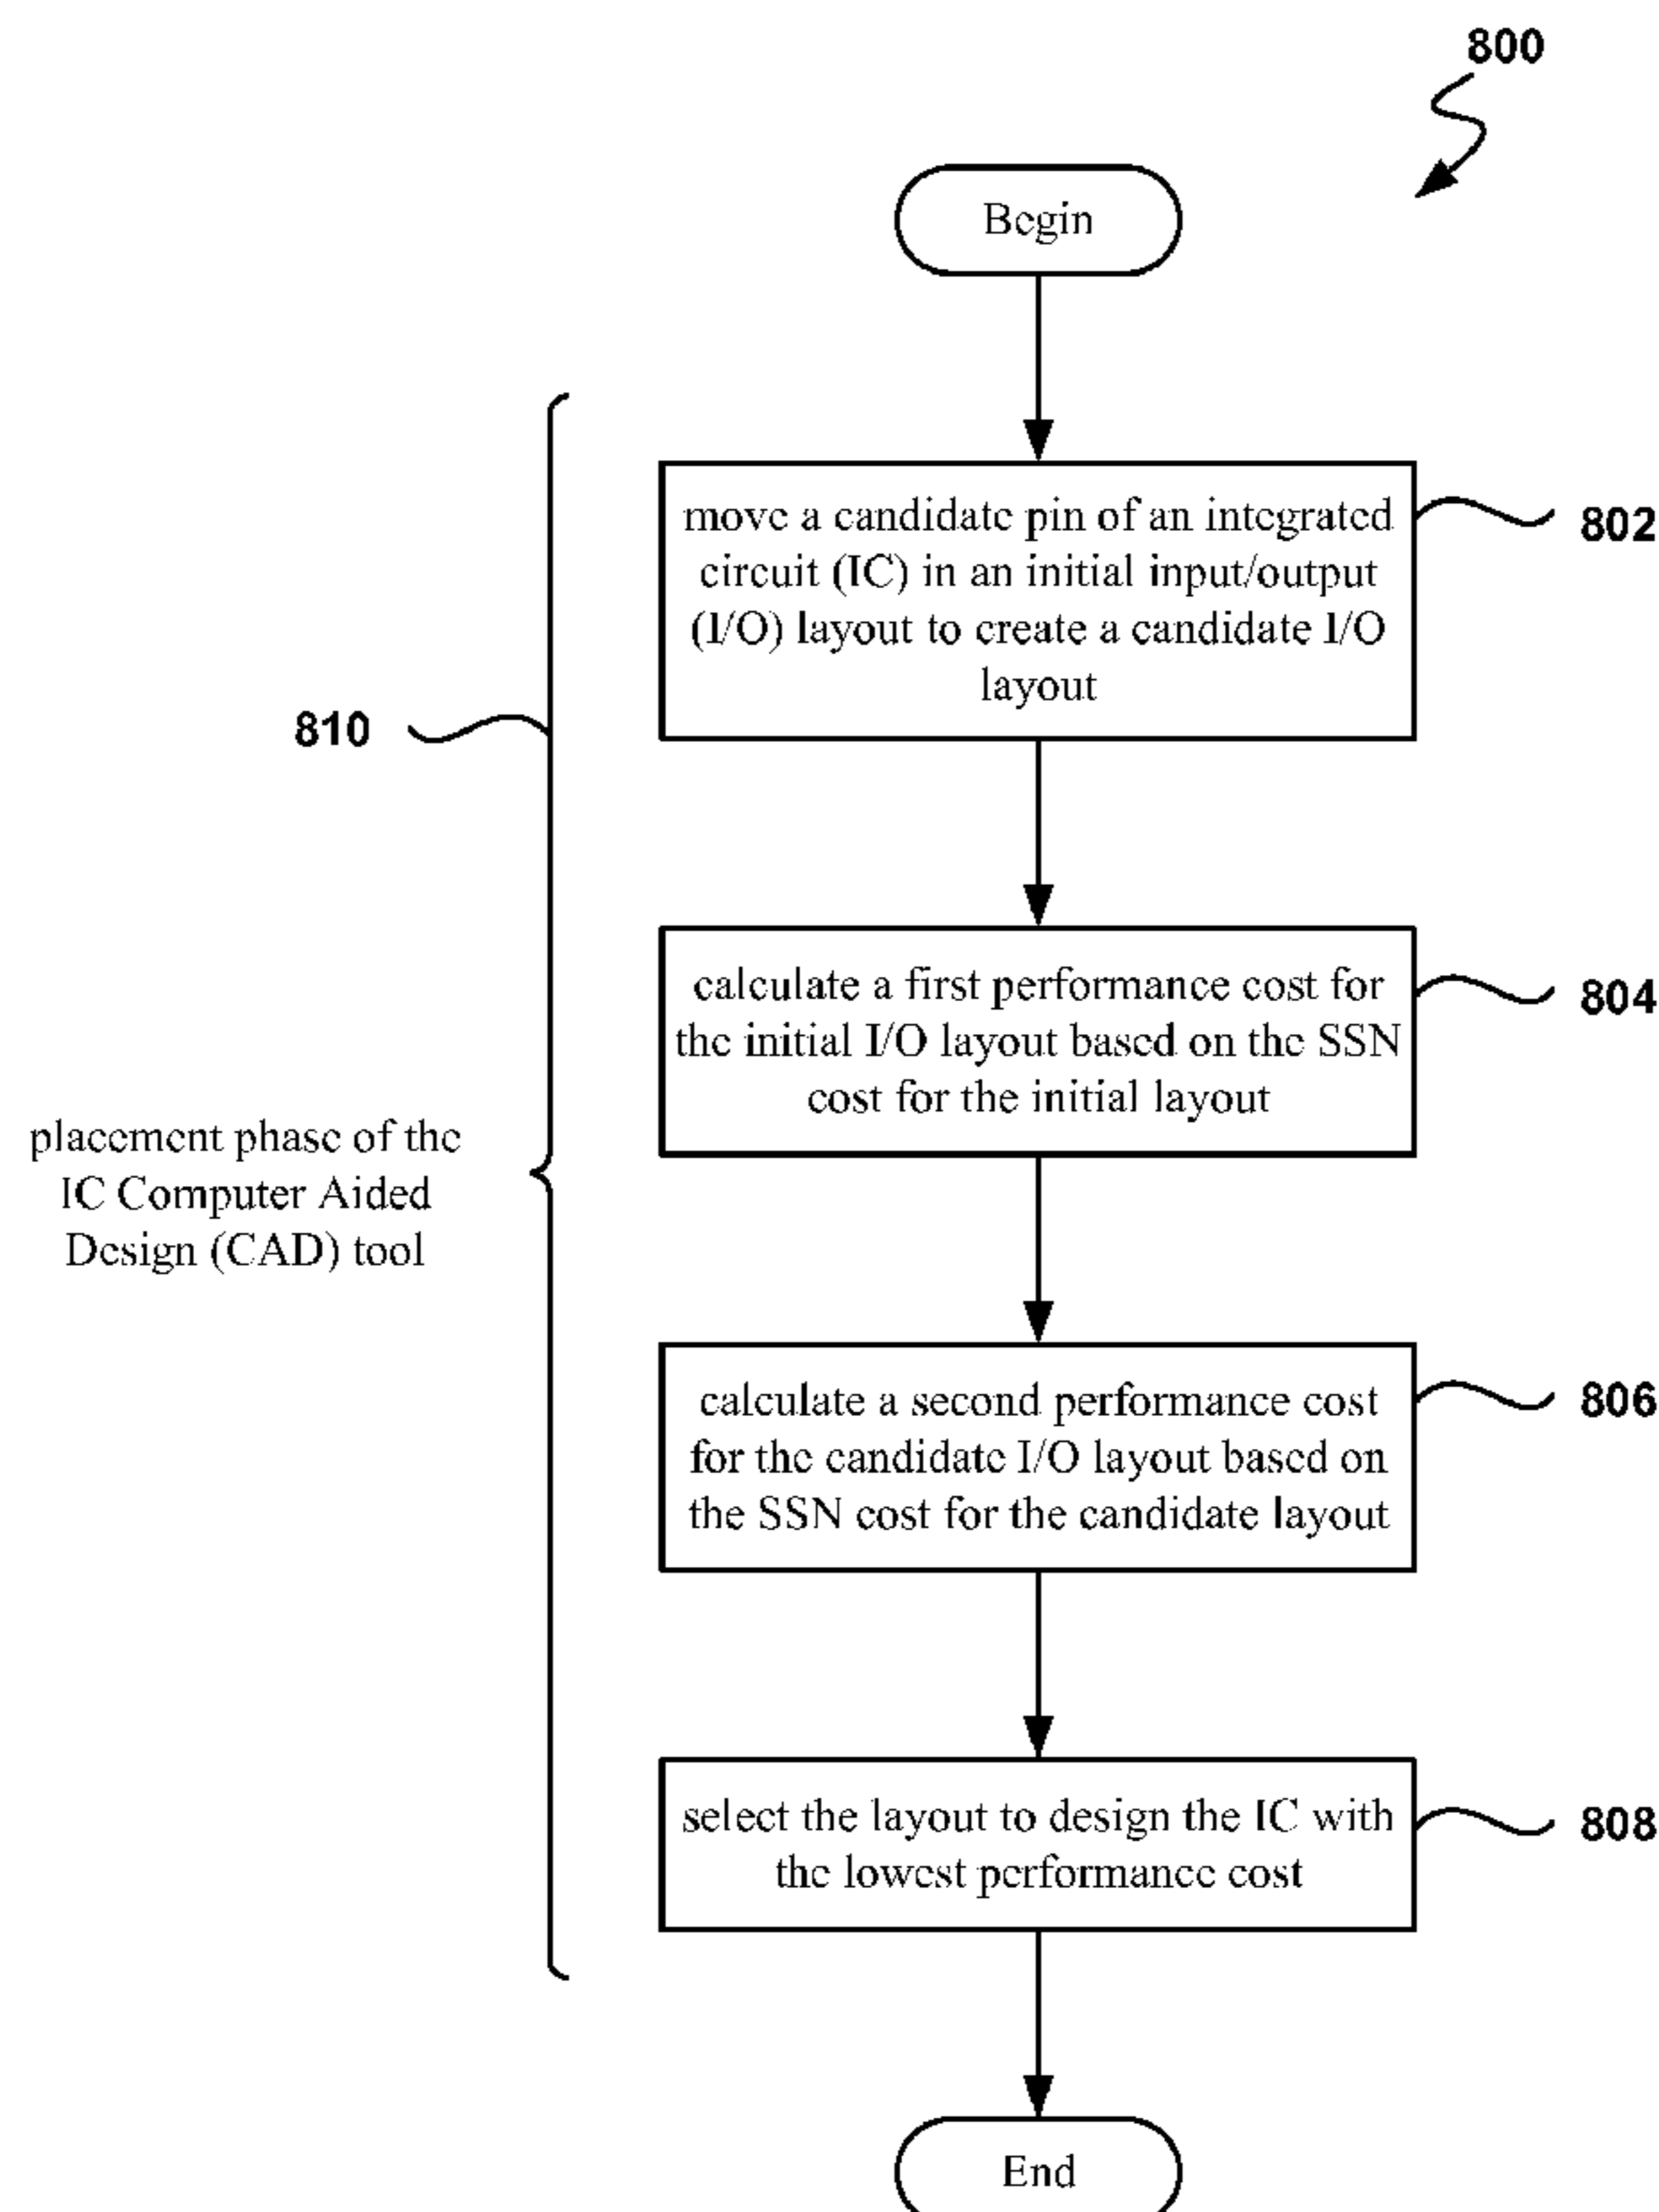 800
Begin
move a candidate pin of an integrated
circuit (IC) in an initial input/output
(I/O) layout to create a candidate I/O
layout
802
810
calculate a first performance cost for
the initial I/O layout based on the SSN
cost for the initial layout
804
placement phase of the
IC Computer Aided
Design (CAD) tool
calculate a second performance cost
for the candidate I/O layout based on
the SSN cost for the candidate layout
806
select the layout to design the IC with
the lowest performance cost
808
End